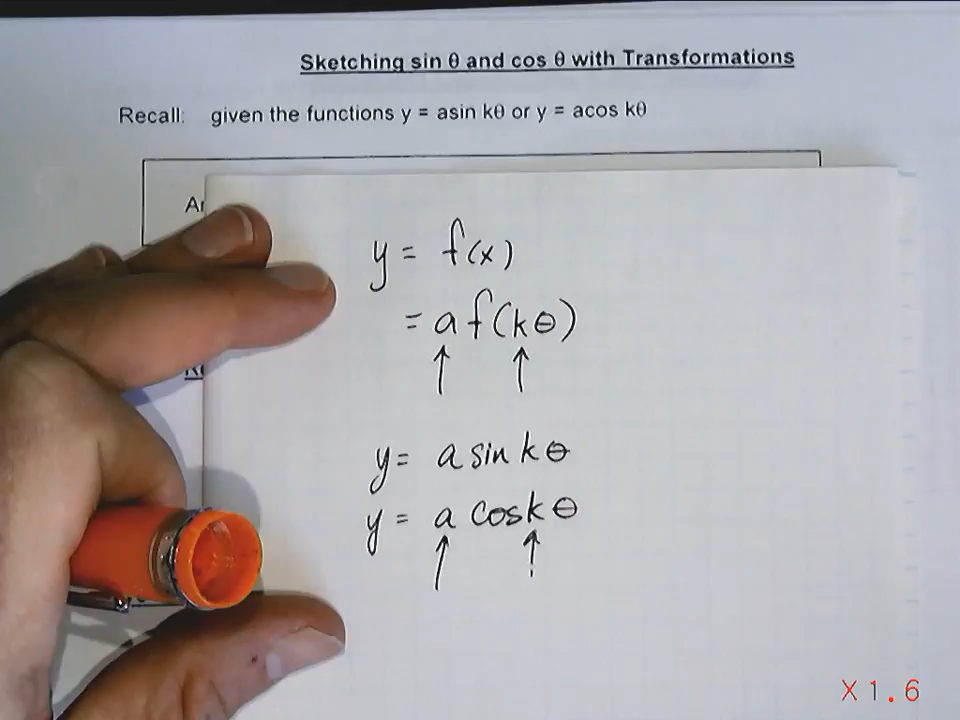 Sketching sin θ and cos θ with Transformations
Recall: given the functions y = asin kθ or y = acos kθ
y = f(x)
= a f(kθ)
y = a sin kθ
y = a cos kθ
X1.6